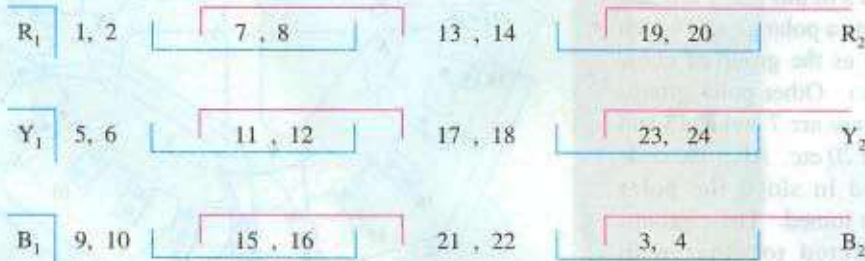 R₁ 1, 2 7 , 8 13 , 14 19, 20 R₂
Y₁ 5, 6 11 , 12 17 , 18 23, 24 Y₂
B₁ 9, 10 15 , 16 21 , 22 3, 4 B₂